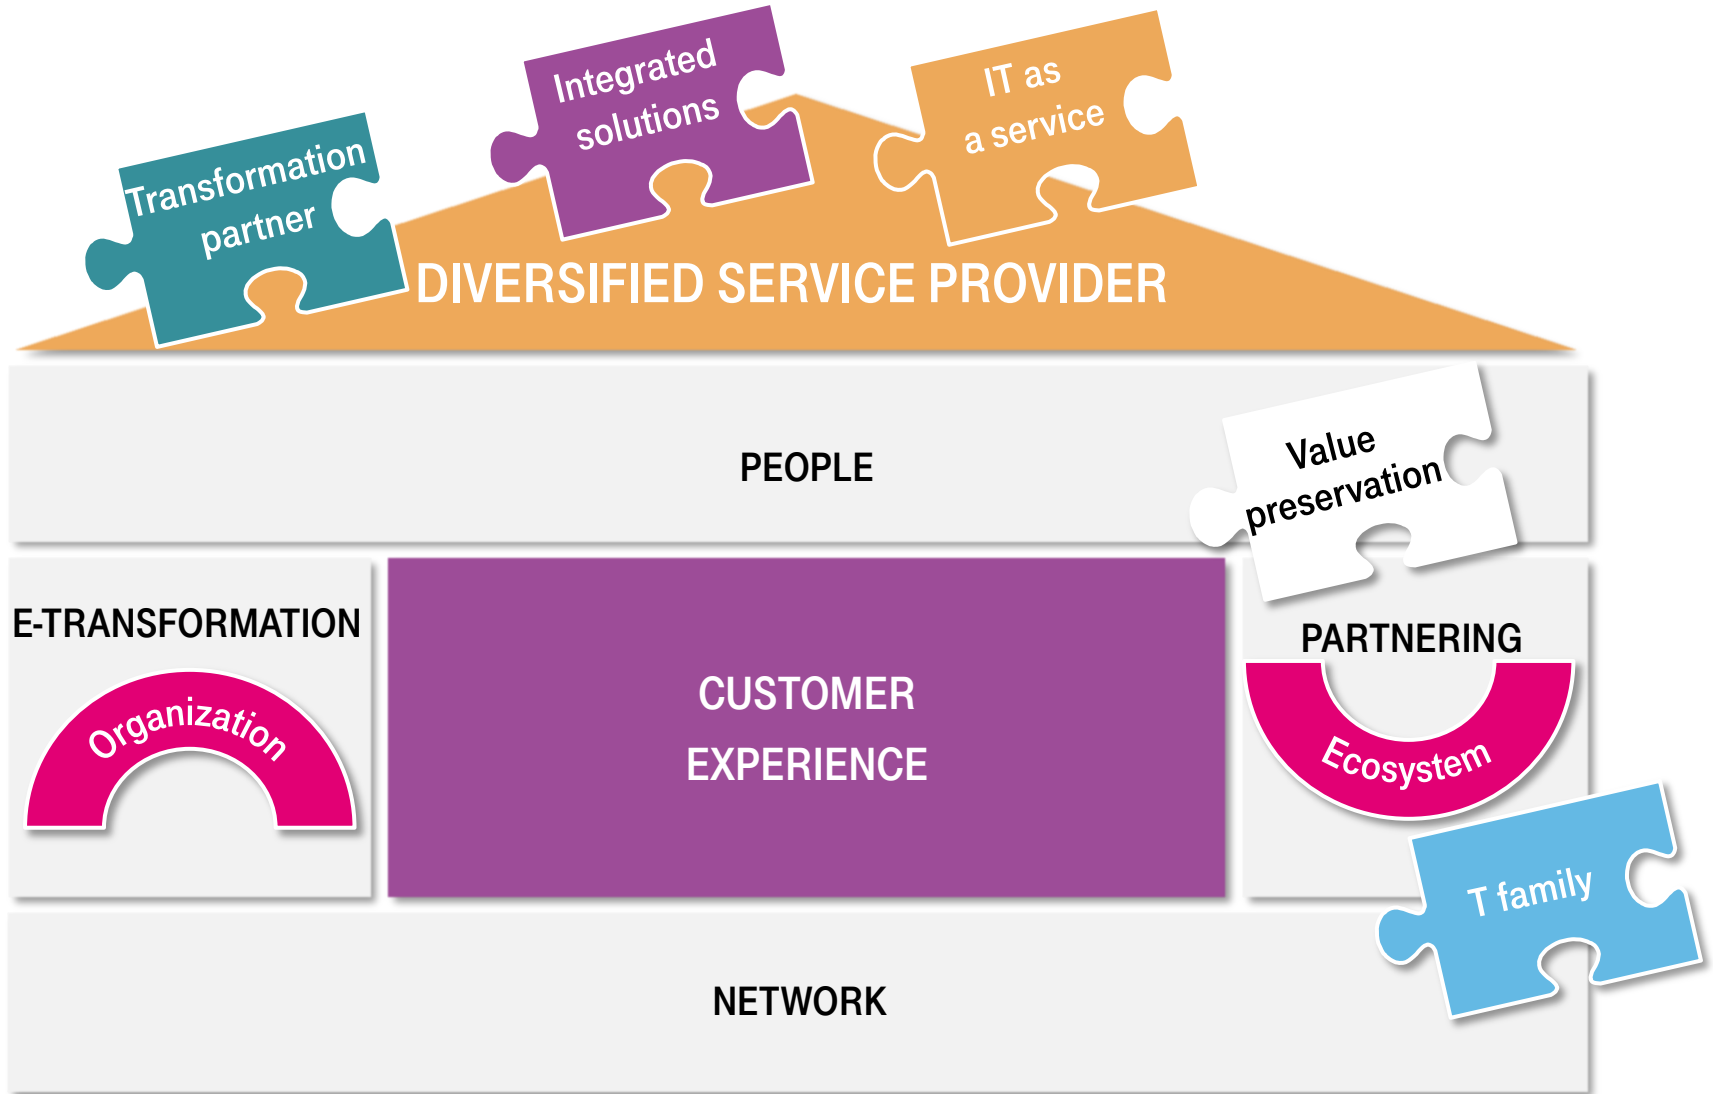 Transformation
partner
Integrated
solutions
IT as
a service
DIVERSIFIED SERVICE PROVIDER
PEOPLE
Value
preservation
E-TRANSFORMATION
Organization
CUSTOMER
EXPERIENCE
PARTNERING
Ecosystem
T family
NETWORK